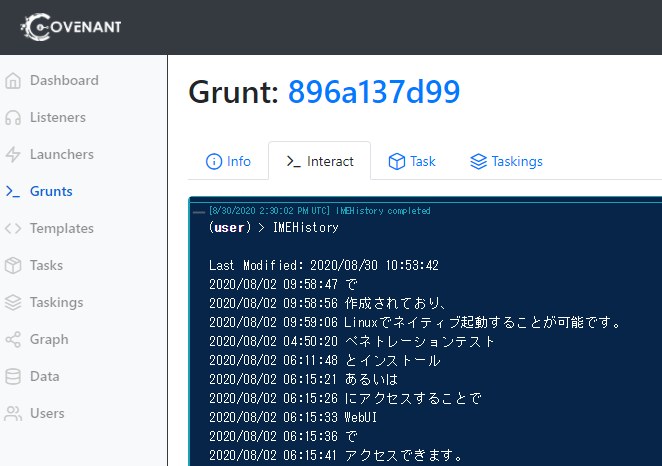 COVENANT
Dashboard
Listeners
Launchers
Grunts
Templates
Tasks
Taskings
Graph
Data
Users
Grunt: 896a137d99
Info
Interact
Task
Taskings
[8/30/2020 2:30:02 PM UTC] IMEHistory completed
(user) > IMEHistory
Last Modified: 2020/08/30 10:53:42
2020/08/02 09:58:47 で
2020/08/02 09:58:56 作成されており、
2020/08/02 09:59:06 Linuxでネイティブ起動することが可能です。
2020/08/02 04:50:20 ペネトレーションテスト
2020/08/02 06:11:48 とインストール
2020/08/02 06:15:21 あるいは
2020/08/02 06:15:26 にアクセスすることで
2020/08/02 06:15:33 WebUI
2020/08/02 06:15:36 で
2020/08/02 06:15:41 アクセスできます。